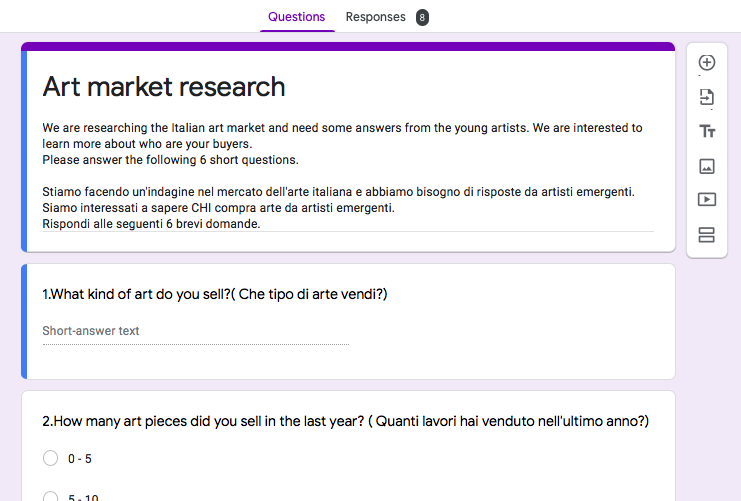 Questions Responses 8
Art market research
We are researching the Italian art market and need some answers from the young artists. We are interested to
learn more about who are your buyers.
Please answer the following 6 short questions.
Stiamo facendo un'indagine nel mercato dell'arte italiana e abbiamo bisogno di risposte da artisti emergenti.
Siamo interessati a sapere CHI compra arte da artisti emergenti.
Rispondi alle seguenti 6 brevi domande.
1.What kind of art do you sell?( Che tipo di arte vendi?)
Short-answer text
2.How many art pieces did you sell in the last year? ( Quanti lavori hai venduto nell'ultimo anno?)
0 - 5
5 - 10